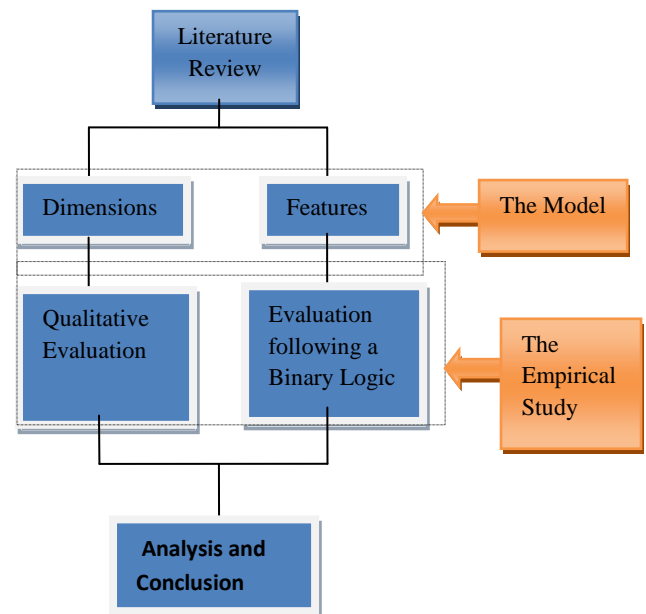 Literature
Review
Dimensions
Features
The Model
Qualitative
Evaluation
Evaluation
following a
Binary Logic
The
Empirical
Study
Analysis and
Conclusion